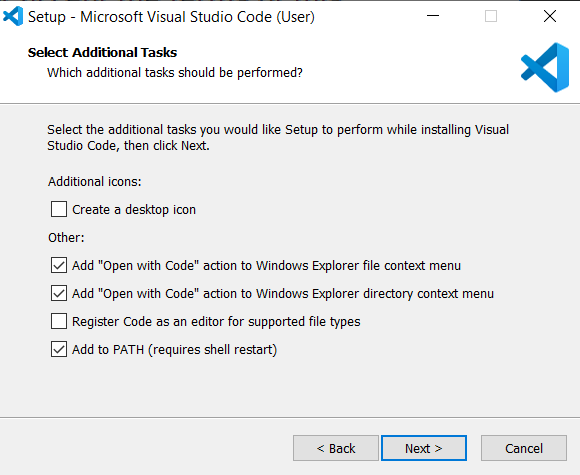 Setup - Microsoft Visual Studio Code (User)
Select Additional Tasks
Which additional tasks should be performed?
Select the additional tasks you would like Setup to perform while installing Visual
Studio Code, then click Next.
Additional icons:
Create a desktop icon
Other:
Add "Open with Code" action to Windows Explorer file context menu
Add "Open with Code" action to Windows Explorer directory context menu
Register Code as an editor for supported file types
Add to PATH (requires shell restart)
< Back
Next >
Cancel